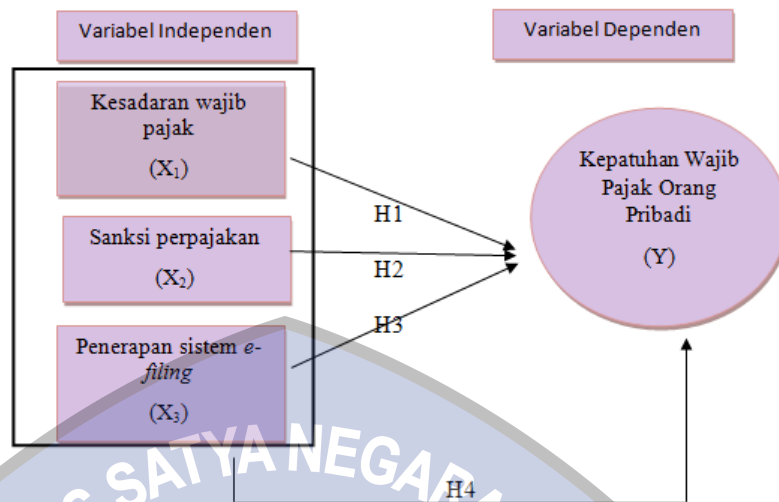 Variabel Independen
Variabel Dependen
Kesadaran wajib
pajak
(X₁)
Sanksi perpajakan
(X₂)
Penerapan sistem e-
filing
(X₃)
H1
H2
H3
Kepatuhan Wajib
Pajak Orang
Pribadi
(Y)
H4
S SATYA NEGARA